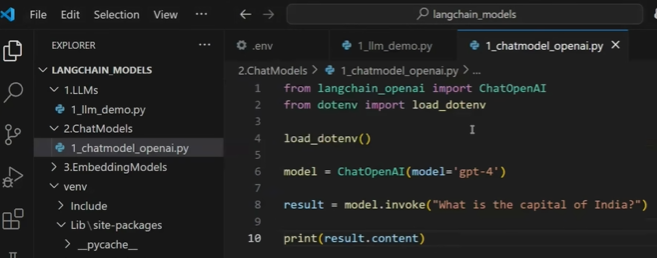 File Edit Selection View ··· langchain_models
EXPLORER ···
LANGCHAIN_MODELS
1.LLMs
1_llm_demo.py
2.ChatModels
1_chatmodel_openai.py
3.EmbeddingModels
venv
Include
Lib\site-packages
__pycache__
.env 1_llm_demo.py 1_chatmodel_openai.py
2.ChatModels > 1_chatmodel_openai.py > ...
1 from langchain_openai import ChatOpenAI
2 from dotenv import load_dotenv
3
4 load_dotenv()
5
6 model = ChatOpenAI(model='gpt-4')
7
8 result = model.invoke("What is the capital of India?")
9
10 print(result.content)